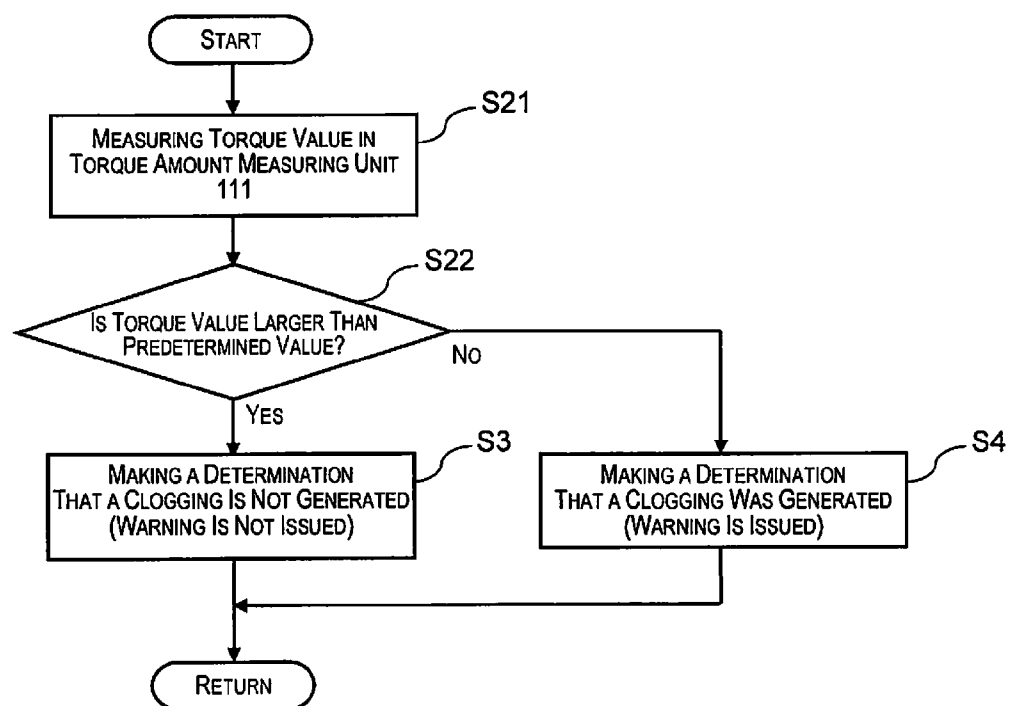 START
S21
MEASURING TORQUE VALUE IN
TORQUE AMOUNT MEASURING UNIT
111
S22
IS TORQUE VALUE LARGER THAN
PREDETERMINED VALUE?
NO
YES
S3
MAKING A DETERMINATION
THAT A CLOGGING IS NOT GENERATED
(WARNING IS NOT ISSUED)
S4
MAKING A DETERMINATION
THAT A CLOGGING WAS GENERATED
(WARNING IS ISSUED)
RETURN